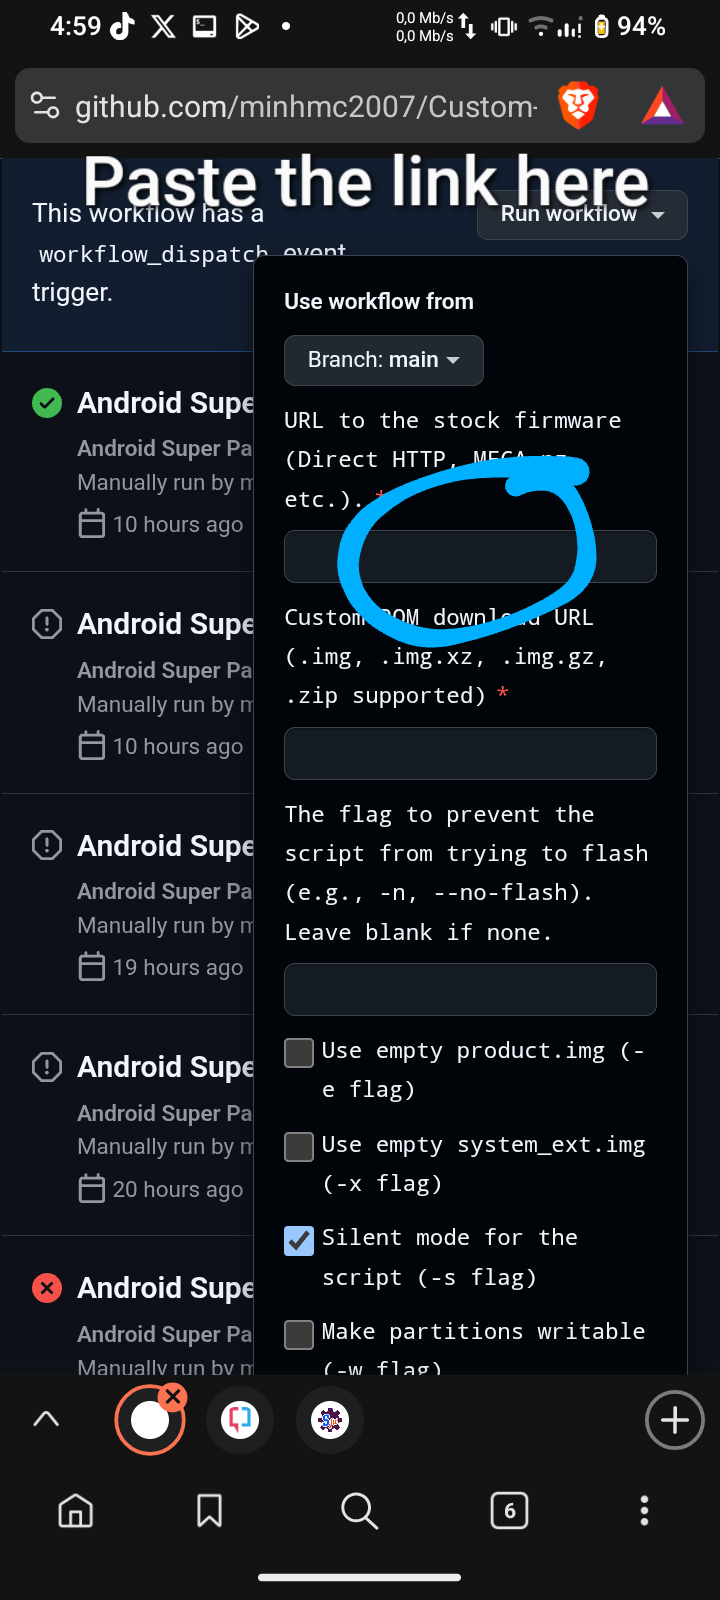 4:59
0,0 Mb/s
0,0 Mb/s
94%
github.com/minhmc2007/Custom-
Paste the link here
This workflow has a
workflow_dispatch event
trigger.
Run workflow
Use workflow from
Branch: main
URL to the stock firmware
(Direct HTTP, MEGA.nz,
etc.). *
Custom ROM download URL
(.img, .img.xz, .img.gz,
.zip supported) *
The flag to prevent the
script from trying to flash
(e.g., -n, --no-flash).
Leave blank if none.
Use empty product.img (-
e flag)
Use empty system_ext.img
(-x flag)
Silent mode for the
script (-s flag)
Make partitions writable
(-w flag)
Android Supe
Android Super Pa
Manually run by m
10 hours ago
Android Supe
Android Super Pa
Manually run by m
10 hours ago
Android Supe
Android Super Pa
Manually run by m
19 hours ago
Android Supe
Android Super Pa
Manually run by m
20 hours ago
Android Supe
Android Super Pa
Manually run by m
6